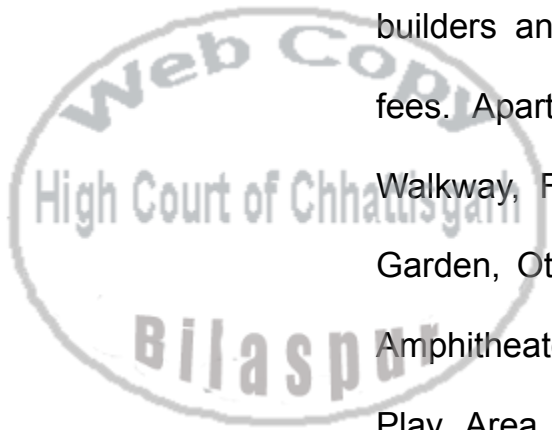 builders an
fees. Apart
Walkway, F
Garden, Ot
Amphitheat
Play Area
Web Copy
High Court of Chhattisgarh
Bilaspur